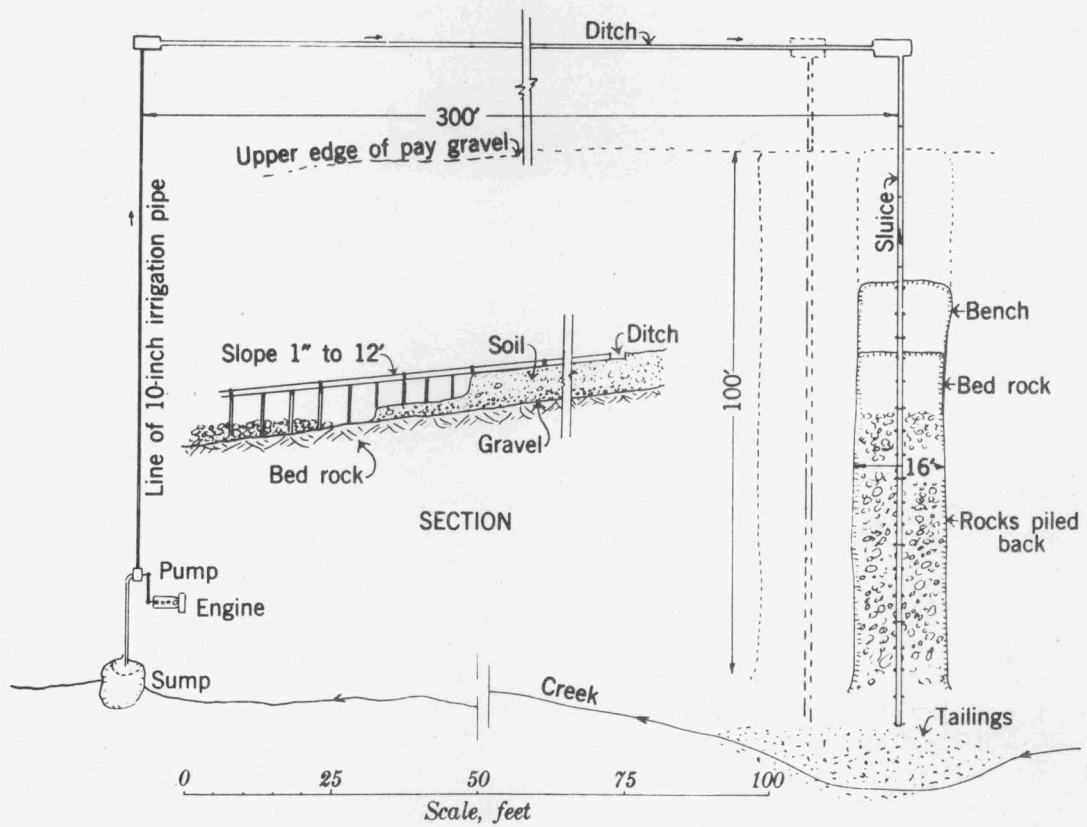 Ditch
300'
Upper edge of pay gravel
Line of 10-inch irrigation pipe
Sluice
Bench
Slope 1" to 12'
Soil
Ditch
100'
Bed rock
Gravel
Bed rock
16'
SECTION
Rocks piled
back
Pump
Engine
Sump
Creek
Tailings
0 25 50 75 100
Scale, feet